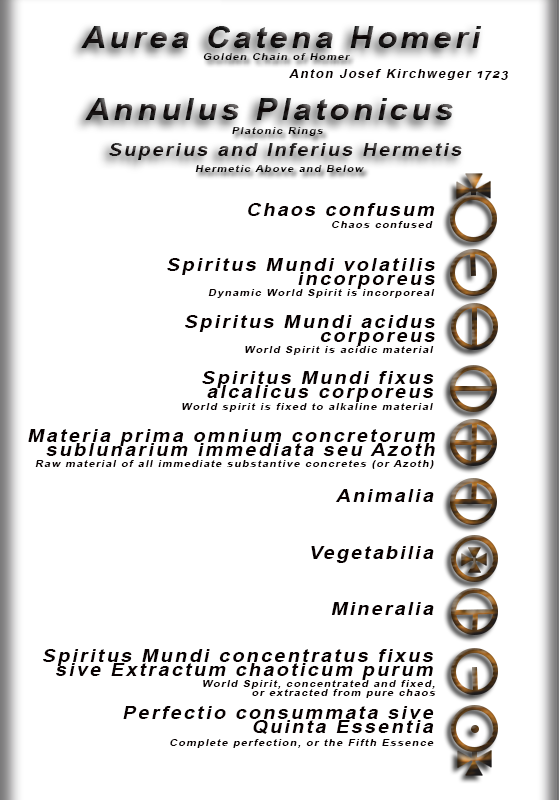 Aurea Catena Homeri
Golden Chain of Homer
Anton Josef Kirchweger 1723
Annulus Platonicus
Platonic Rings
Superius and Inferius Hermetis
Hermetic Above and Below
Chaos confusum
Chaos confused
Spiritus Mundi volatilis
incorporeus
Dynamic World Spirit is incorporeal
Spiritus Mundi acidus
corporeus
World Spirit is acidic material
Spiritus Mundi fixus
alcalicus corporeus
World spirit is fixed to alkaline material
Materia prima omnium concretorum
sublunarium immediata seu Azoth
Raw material of all immediate substantive concretes (or Azoth)
Animalia
Vegetabilia
Mineralia
Spiritus Mundi concentratus fixus
sive Extractum chaoticum purum
World Spirit, concentrated and fixed,
or extracted from pure chaos
Perfectio consummata sive
Quinta Essentia
Complete perfection, or the Fifth Essence